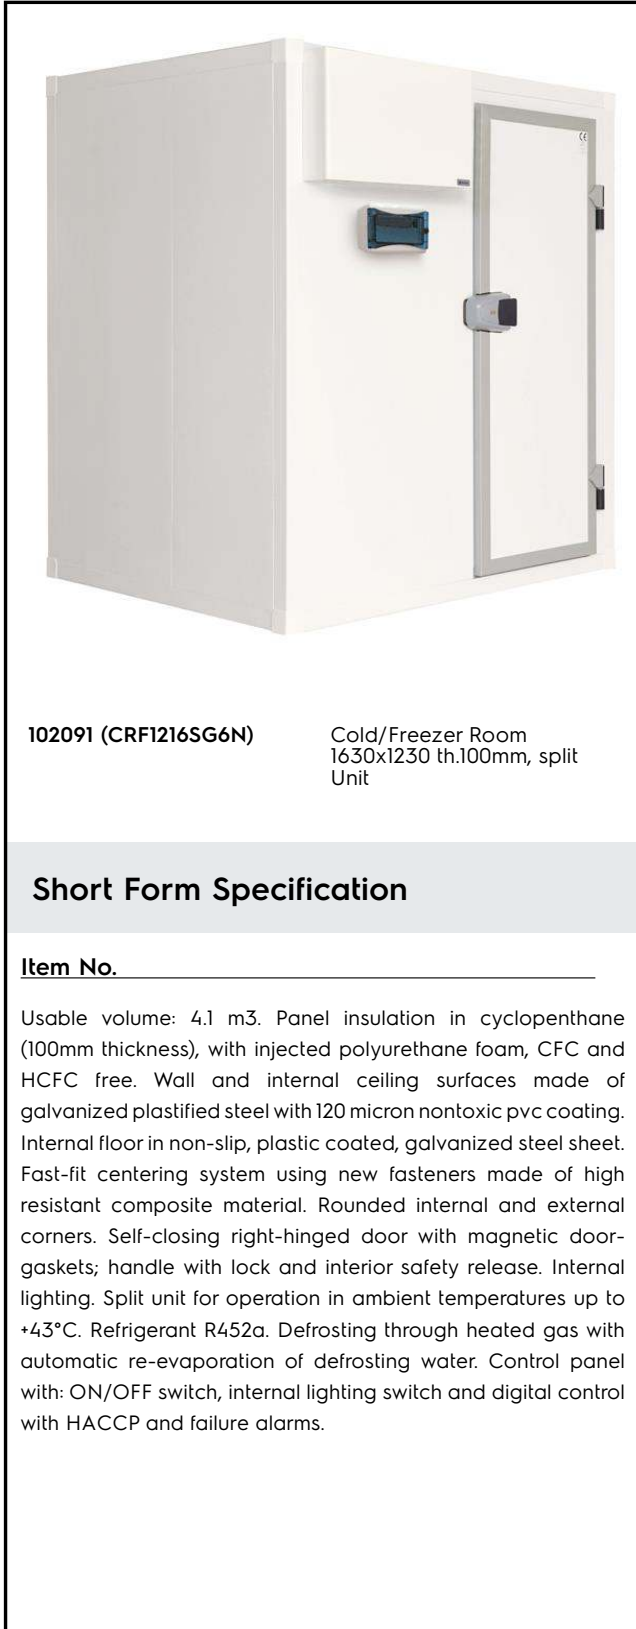 CE
102091 (CRF1216SG6N)
Cold/Freezer Room
1630x1230 th.100mm, split
Unit
Short Form Specification
Item No.
Usable volume: 4.1 m3. Panel insulation in cyclopenthane
(100mm thickness), with injected polyurethane foam, CFC and
HCFC free. Wall and internal ceiling surfaces made of
galvanized plastified steel with 120 micron nontoxic pvc coating.
Internal floor in non-slip, plastic coated, galvanized steel sheet.
Fast-fit centering system using new fasteners made of high
resistant composite material. Rounded internal and external
corners. Self-closing right-hinged door with magnetic door-
gaskets; handle with lock and interior safety release. Internal
lighting. Split unit for operation in ambient temperatures up to
+43°C. Refrigerant R452a. Defrosting through heated gas with
automatic re-evaporation of defrosting water. Control panel
with: ON/OFF switch, internal lighting switch and digital control
with HACCP and failure alarms.